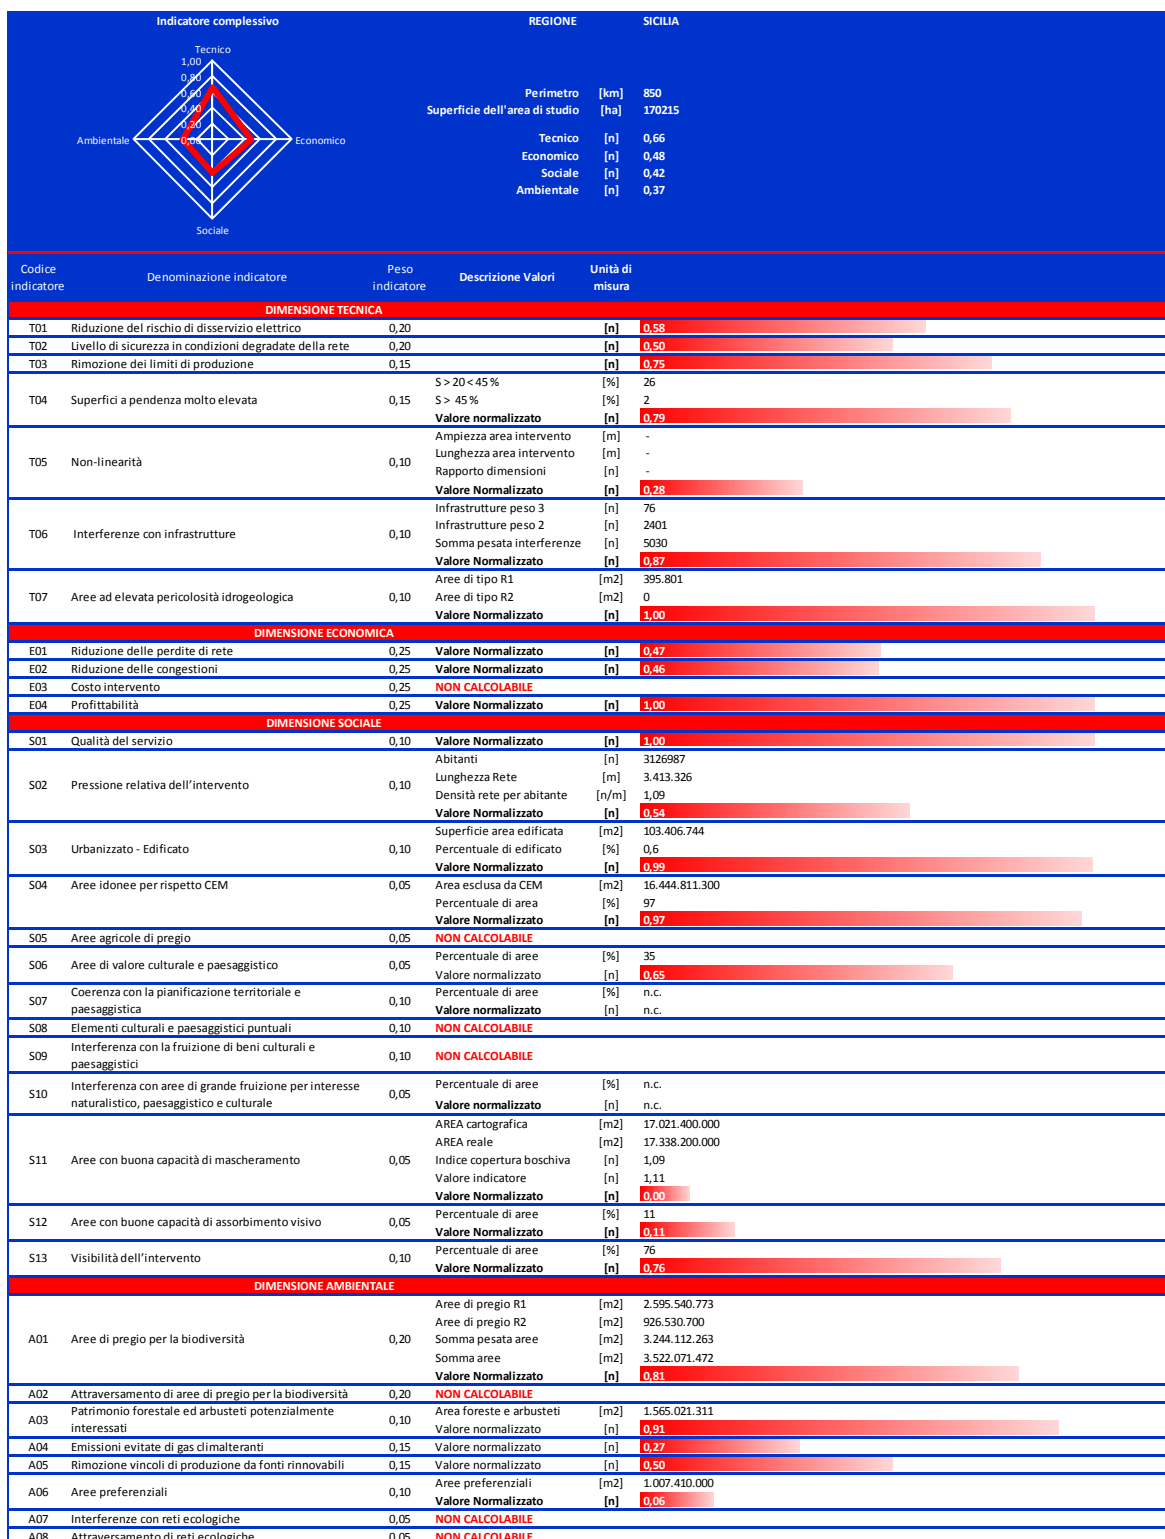 Indicatore complessivo REGIONE SICILIA
Tecnico
1,00
0,80
0,60
0,40
0,20
Ambientale 0,00 Economico
Sociale
Perimetro [km] 850
Superficie dell'area di studio [ha] 170215
Tecnico [n] 0,66
Economico [n] 0,48
Sociale [n] 0,42
Ambientale [n] 0,37
Codice indicatore Denominazione indicatore Peso indicatore Descrizione Valori Unità di misura
DIMENSIONE TECNICA
T01 Riduzione del rischio di disservizio elettrico 0,20 [n] 0,58
T02 Livello di sicurezza in condizioni degradate della rete 0,20 [n] 0,50
T03 Rimozione dei limiti di produzione 0,15 [n] 0,75
S > 20 < 45 % [%] 26
T04 Superfici a pendenza molto elevata 0,15 S > 45 % [%] 2
Valore normalizzato [n] 0,79
Ampiezza area intervento [m] -
Lunghezza area intervento [m] -
T05 Non-linearità 0,10
Rapporto dimensioni [n] -
Valore Normalizzato [n] 0,28
Infrastrutture peso 3 [n] 76
Infrastrutture peso 2 [n] 2401
T06 Interferenze con infrastrutture 0,10
Somma pesata interferenze [n] 5030
Valore Normalizzato [n] 0,87
Aree di tipo R1 [m2] 395.801
T07 Aree ad elevata pericolosità idrogeologica 0,10 Aree di tipo R2 [m2] 0
Valore Normalizzato [n] 1,00
DIMENSIONE ECONOMICA
E01 Riduzione delle perdite di rete 0,25 Valore Normalizzato [n] 0,47
E02 Riduzione delle congestioni 0,25 Valore Normalizzato [n] 0,46
E03 Costo intervento 0,25 NON CALCOLABILE
E04 Profittabilità 0,25 Valore Normalizzato [n] 1,00
DIMENSIONE SOCIALE
S01 Qualità del servizio 0,10 Valore Normalizzato [n] 1,00
Abitanti [n] 3126987
Lunghezza Rete [m] 3.413.326
S02 Pressione relativa dell'intervento 0,10
Densità rete per abitante [n/m] 1,09
Valore Normalizzato [n] 0,54
Superficie area edificata [m2] 103.406.744
S03 Urbanizzato - Edificato 0,10 Percentuale di edificato [%] 0,6
Valore Normalizzato [n] 0,99
S04 Aree idonee per rispetto CEM 0,05 Area esclusa da CEM [m2] 16.444.811.300
Percentuale di area [%] 97
Valore Normalizzato [n] 0,97
S05 Aree agricole di pregio 0,05 NON CALCOLABILE
Percentuale di aree [%] 35
S06 Aree di valore culturale e paesaggistico 0,05
Valore normalizzato [n] 0,65
Coerenza con la pianificazione territoriale e Percentuale di aree [%] n.c.
S07 0,10
paesaggistica Valore normalizzato [n] n.c.
S08 Elementi culturali e paesaggistici puntuali 0,10 NON CALCOLABILE
Interferenza con la fruizione di beni culturali e
S09 0,10 NON CALCOLABILE
paesaggistici
Interferenza con aree di grande fruizione per interesse Percentuale di aree [%] n.c.
S10 0,05
naturalistico, paesaggistico e culturale Valore normalizzato [n] n.c.
AREA cartografica [m2] 17.021.400.000
AREA reale [m2] 17.338.200.000
S11 Aree con buona capacità di mascheramento 0,05 Indice copertura boschiva [n] 1,09
Valore indicatore [n] 1,11
Valore Normalizzato [n] 0,00
Percentuale di aree [%] 11
S12 Aree con buone capacità di assorbimento visivo 0,05
Valore Normalizzato [n] 0,11
Percentuale di aree [%] 76
S13 Visibilità dell'intervento 0,10
Valore Normalizzato [n] 0,76
DIMENSIONE AMBIENTALE
Aree di pregio R1 [m2] 2.595.540.773
Aree di pregio R2 [m2] 926.530.700
A01 Aree di pregio per la biodiversità 0,20 Somma pesata aree [m2] 3.244.112.263
Somma aree [m2] 3.522.071.472
Valore Normalizzato [n] 0,81
A02 Attraversamento di aree di pregio per la biodiversità 0,20 NON CALCOLABILE
Patrimonio forestale ed arbusteti potenzialmente Area foreste e arbusteti [m2] 1.565.021.311
A03 0,10
interessati Valore normalizzato [n] 0,91
A04 Emissioni evitate di gas climalteranti 0,15 Valore normalizzato [n] 0,27
A05 Rimozione vincoli di produzione da fonti rinnovabili 0,15 Valore normalizzato [n] 0,50
Aree preferenziali [m2] 1.007.410.000
A06 Aree preferenziali 0,10
Valore Normalizzato [n] 0,06
A07 Interferenze con reti ecologiche 0,05 NON CALCOLABILE
A08 Attraversamento di reti ecologiche 0,05 NON CALCOLABILE